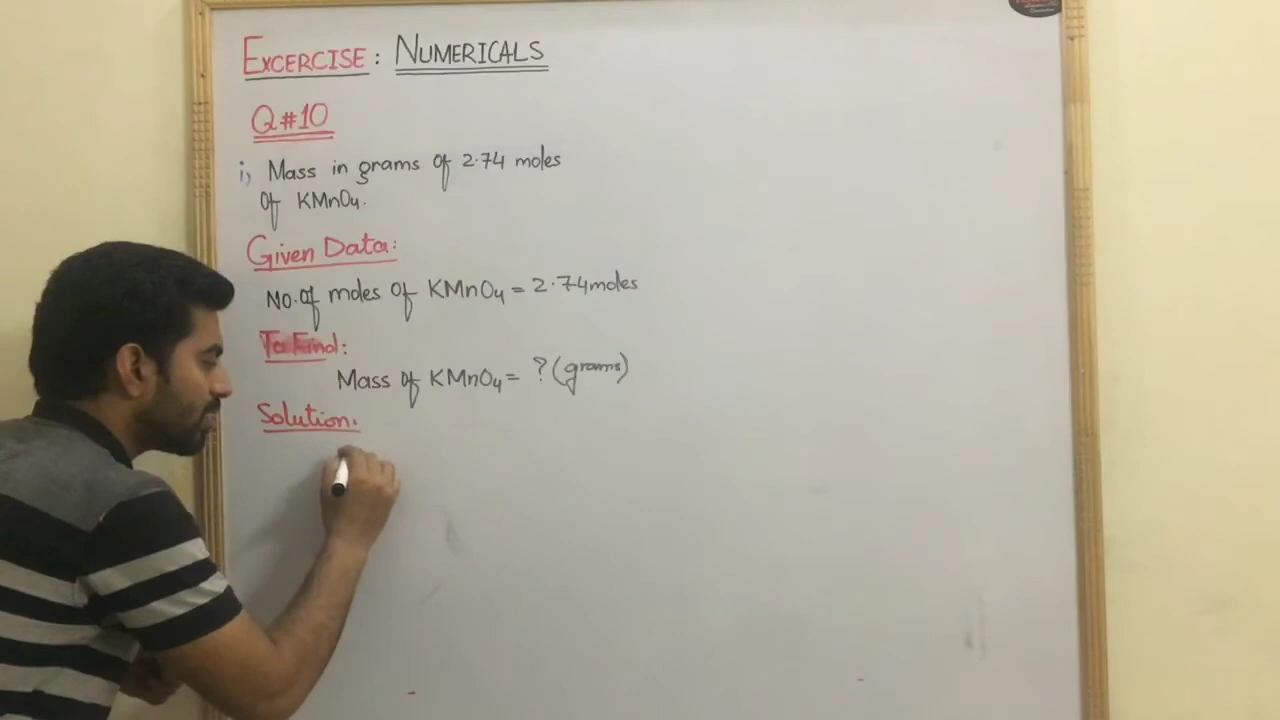 EXCERCISE: NUMERICALS
Q#10
i, Mass in grams of 2.74 moles
Of KMnO4.
Given Data:
No. of moles of KMnO4 = 2.74moles
To Find:
Mass of KMnO4 = ? (grams)
Solution.